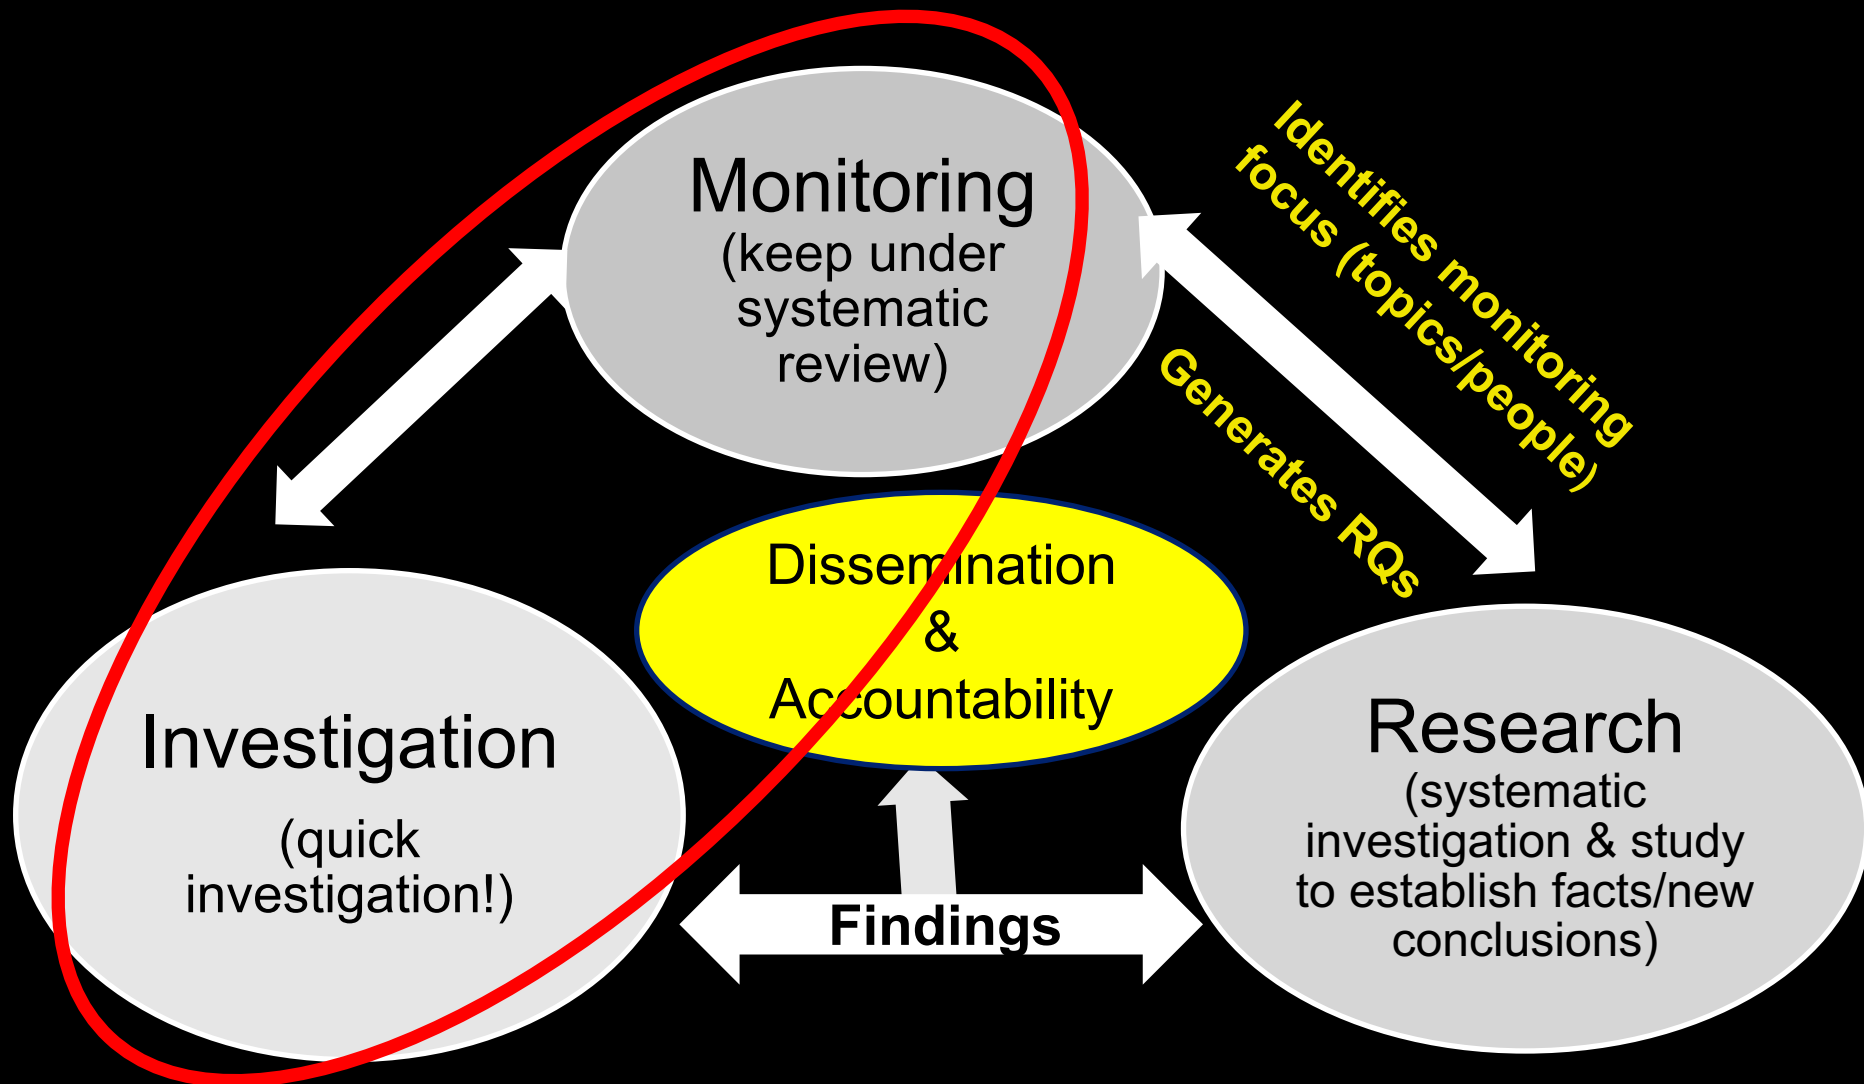 Monitoring
(keep under
systematic
review)
Identifies monitoring
focus (topics/people)
Generates RQs
Dissemination
&
Accountability
Investigation
(quick
investigation!)
Research
(systematic
investigation & study
to establish facts/new
conclusions)
Findings